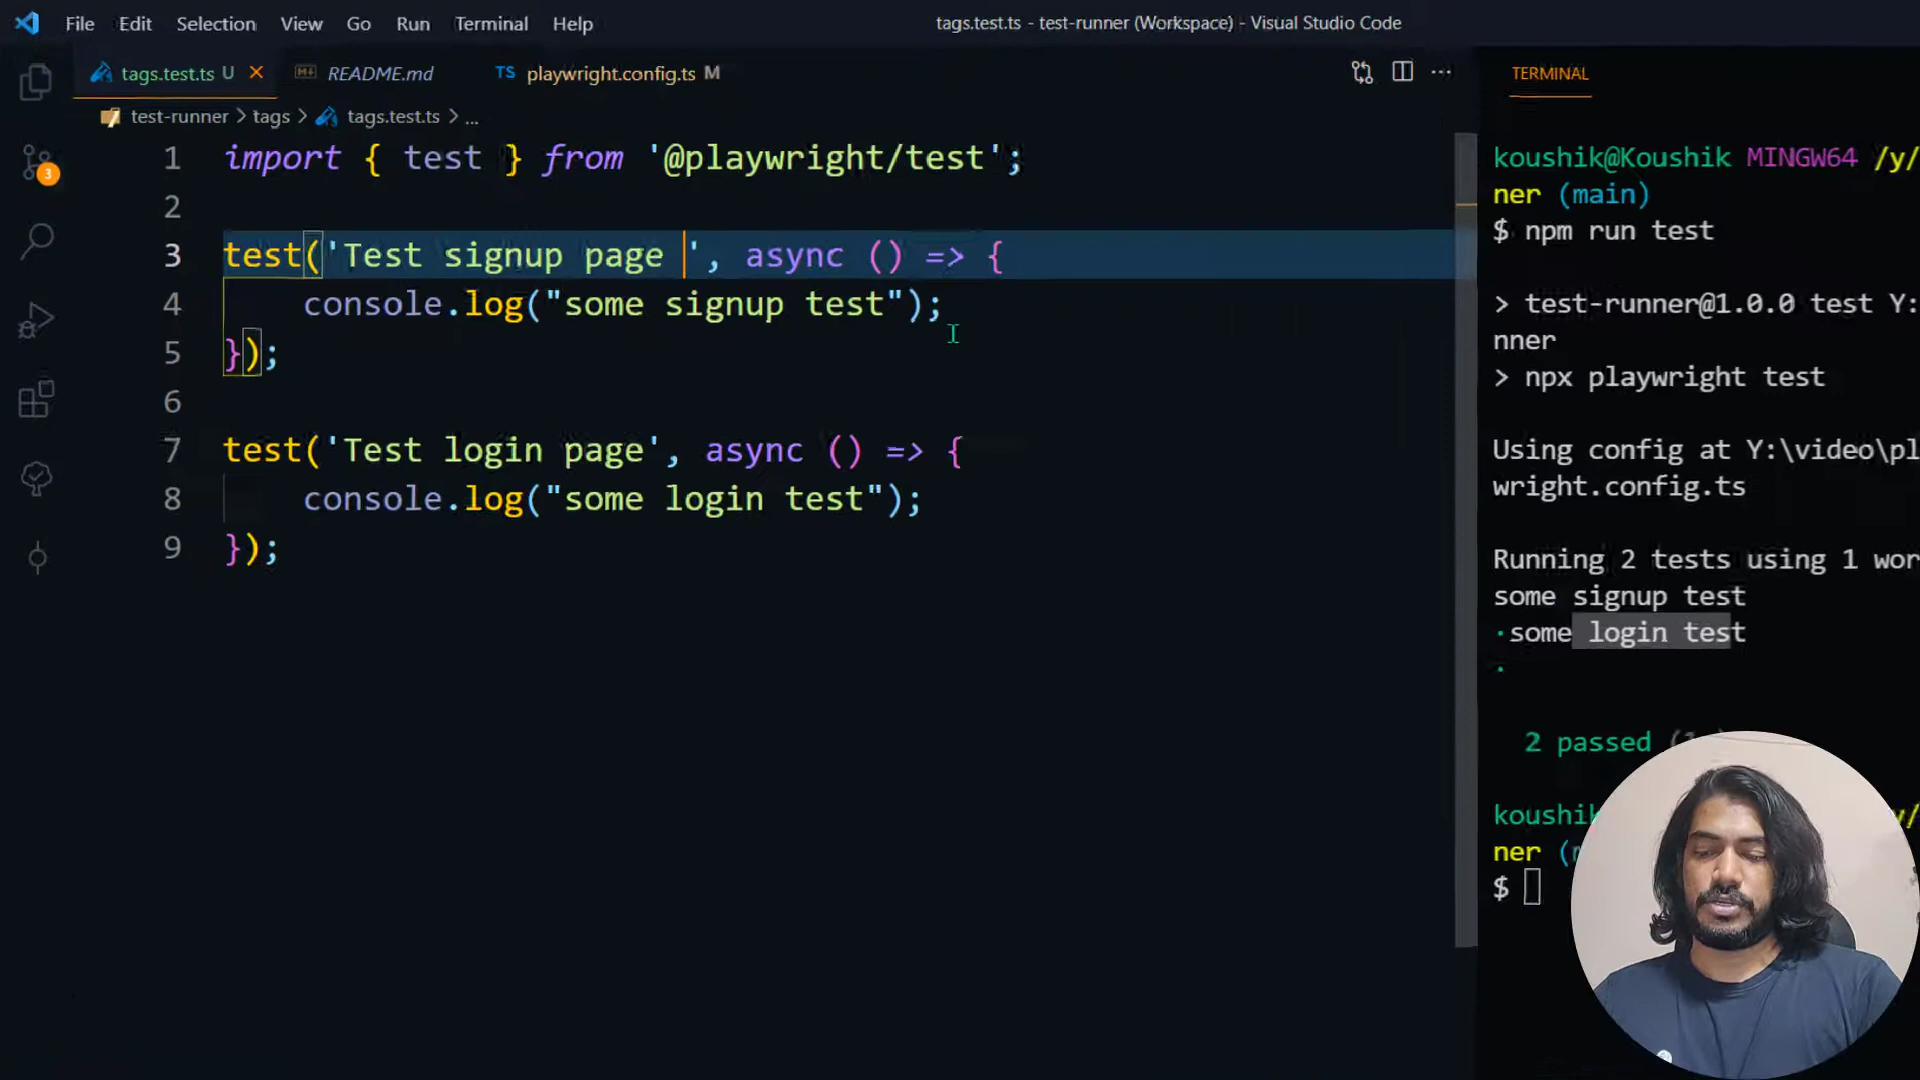 File Edit Selection View Go Run Terminal Help
tags.test.ts - test-runner (Workspace) - Visual Studio Code
tags.test.ts U
README.md
TS playwright.config.ts M
test-runner > tags > tags.test.ts > ...
3
1 import { test } from '@playwright/test';
2
3 test('Test signup page ', async () => {
4 console.log("some signup test");
5 });
6
7 test('Test login page', async () => {
8 console.log("some login test");
9 });
TERMINAL
koushik@Koushik MINGW64 /y/
ner (main)
$ npm run test
> test-runner@1.0.0 test Y:
nner
> npx playwright test
Using config at Y:\video\pl
wright.config.ts
Running 2 tests using 1 wor
some signup test
·some login test
·
2 passed
koushik
ner (
$